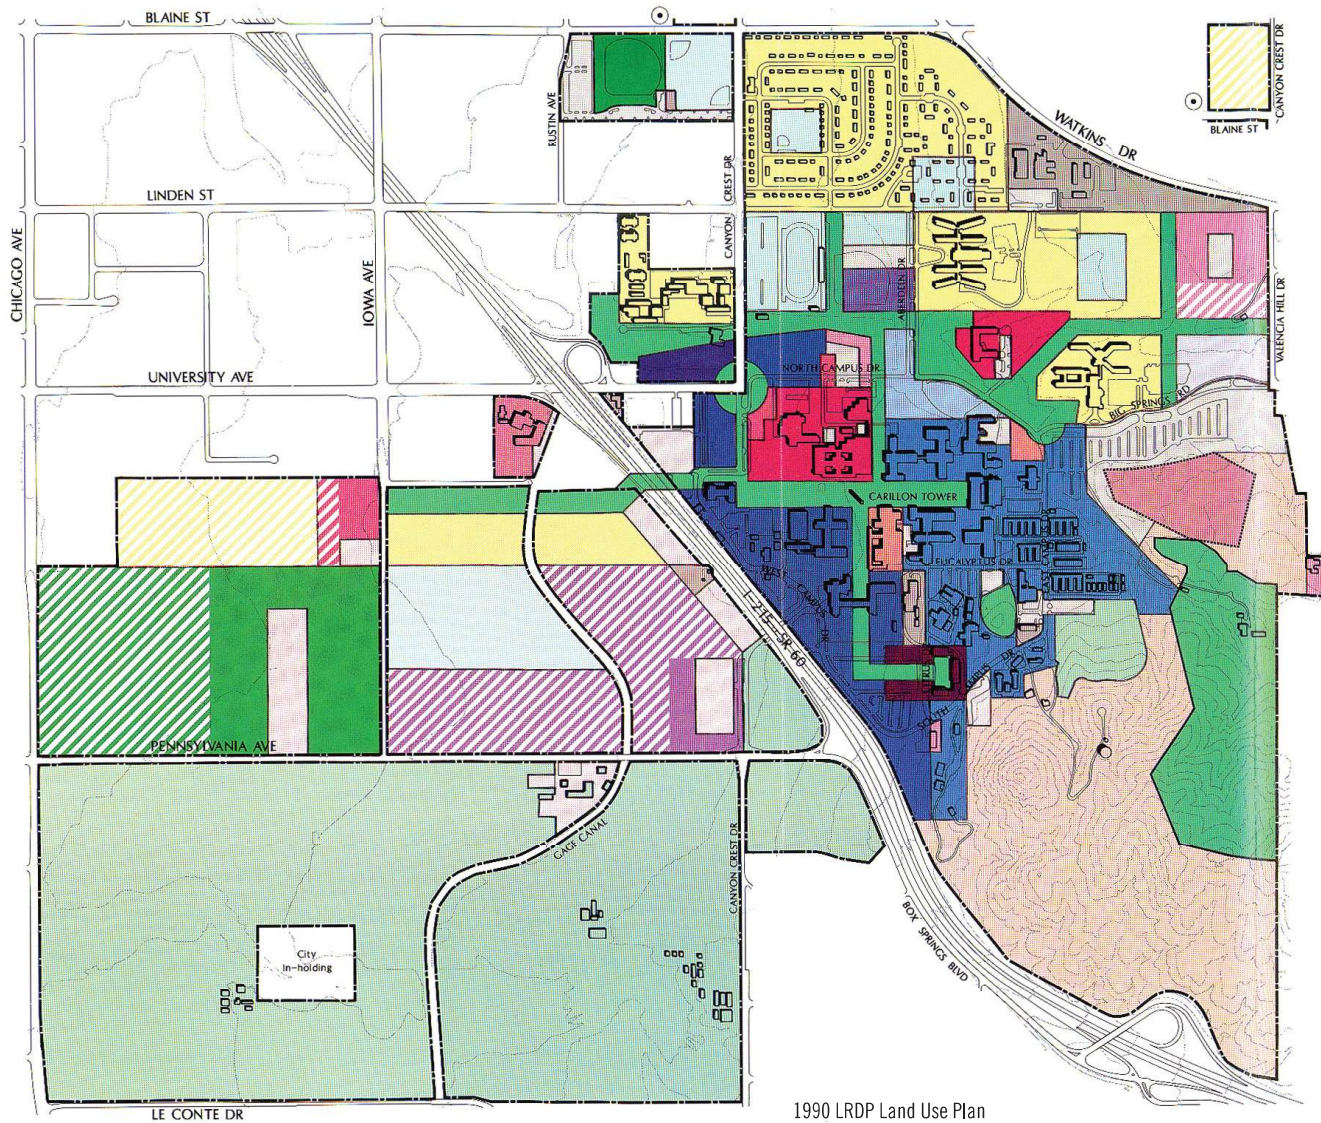 BLAINE ST
CANYON CREST DR
BLAINE ST
RUSTIN AVE
WATKINS DR
CREST DR
CANYON
LINDEN ST
CHICAGO AVE
IOWA AVE
ABERDEIN DR
VALENCIA HILL DR
UNIVERSITY AVE
NORTH CAMPUS DR.
BIG SPRINGS RD
CARILLON TOWER
EUCALYPTUS DR
EAST CAMPUS
WEST CAMPUS DR
I-215-SR 60
SOUTH CAMPUS DR
PENNSYLVANIA AVE
GAGE CANAL
CANYON CREST DR
BOX SPRINGS BLVD
City
In-holding
LE CONTE DR
1990 LRDP Land Use Plan